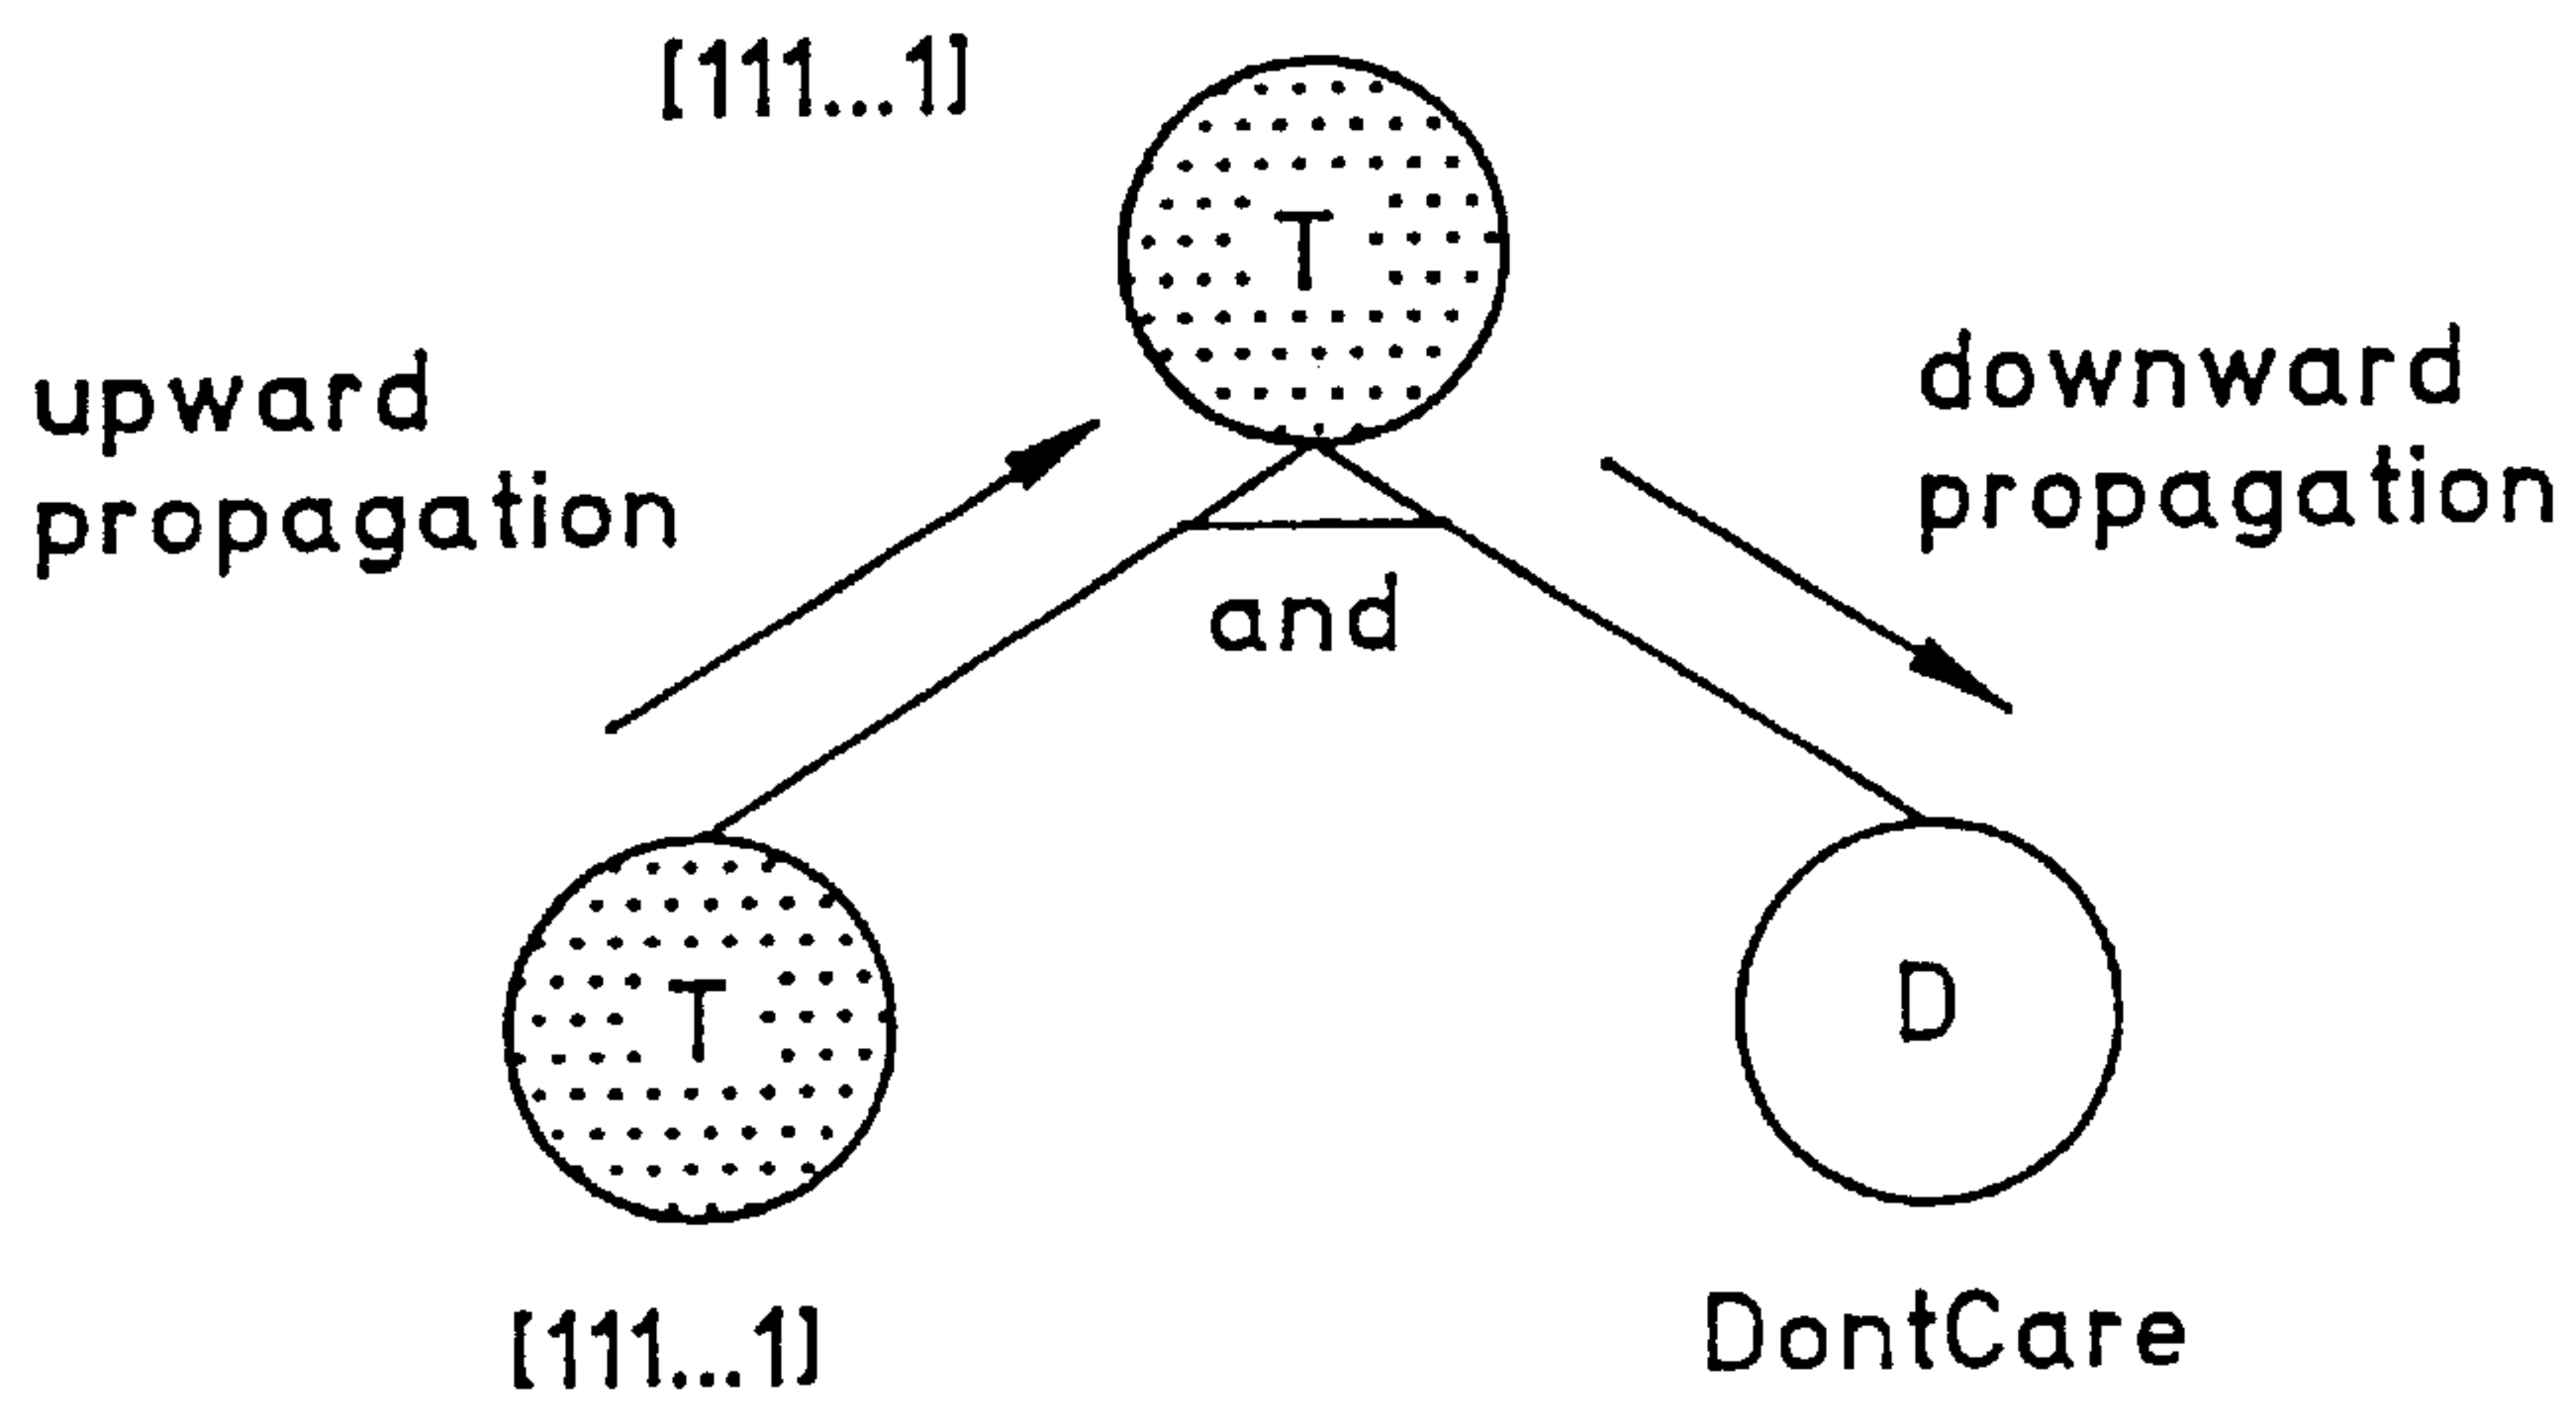 [111...1]
T
upward
propagation
downward
propagation
and
T
D
[111...1]
DontCare